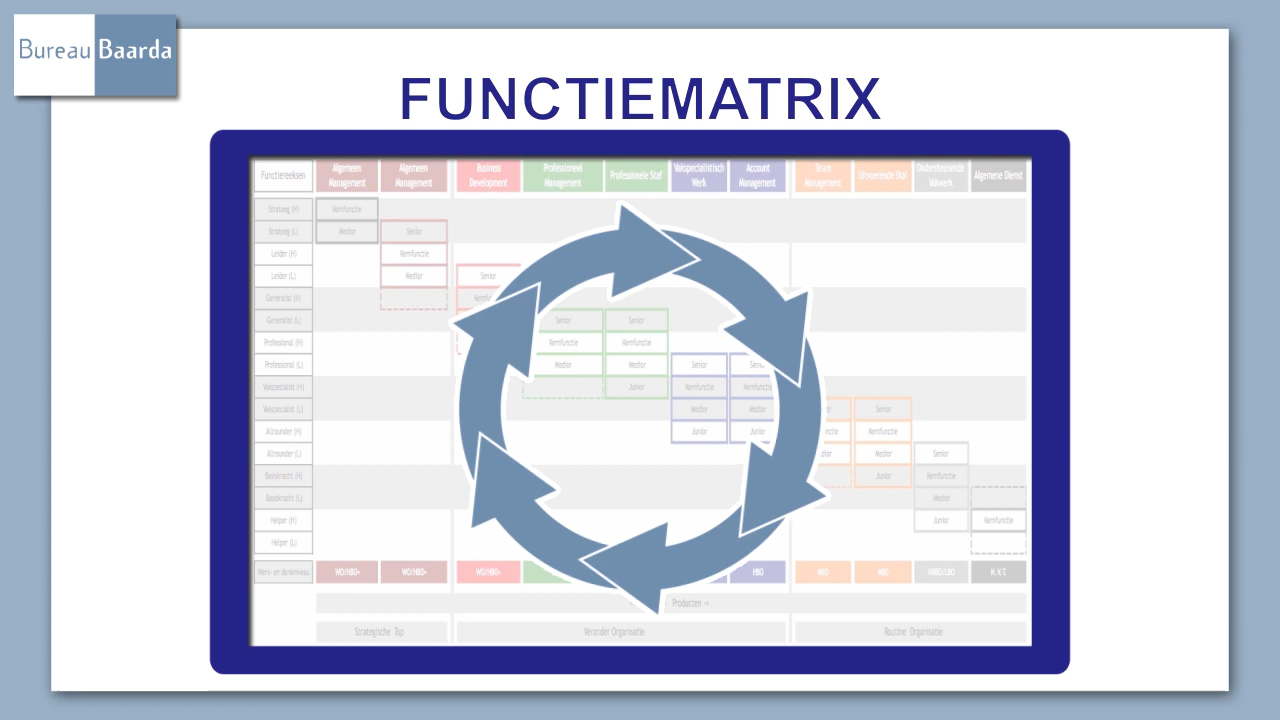 Bureau Baarda
FUNCTIEMATRIX
Functiereeksen
Algemeen Management
Algemeen Management
Business Development
Professioneel Management
Professionele Staf
Vakspecialistisch Werk
Account Management
Team Management
Uitvoerende Staf
Ondersteunende Vakwerk
Algemene Dienst
Strateeg (H) Kernfunctie
Strateeg (L) Medior Senior
Leider (H) Kernfunctie
Leider (L) Medior Senior
Generalist (H)
Generalist (L) Senior Senior
Professional (H) Kernfunctie Kernfunctie
Professional (L) Medior Medior Senior
Vakspecialist (H) Junior Kernfunctie Kernfunctie
Vakspecialist (L) Medior Medior Senior
Allrounder (H) Junior Junior Kernfunctie
Allrounder (L) Medior Senior
Basiskracht (H) Junior Kernfunctie
Basiskracht (L) Medior
Helper (H) Junior Kernfunctie
Helper (L)
Werk- en denkniveau WO/HBO+ WO/HBO+ WO/HBO+ HBO MBO MBO VMBO/LBO N.V.T.
Producten →
Strategische Top Verander Organisatie Routine Organisatie